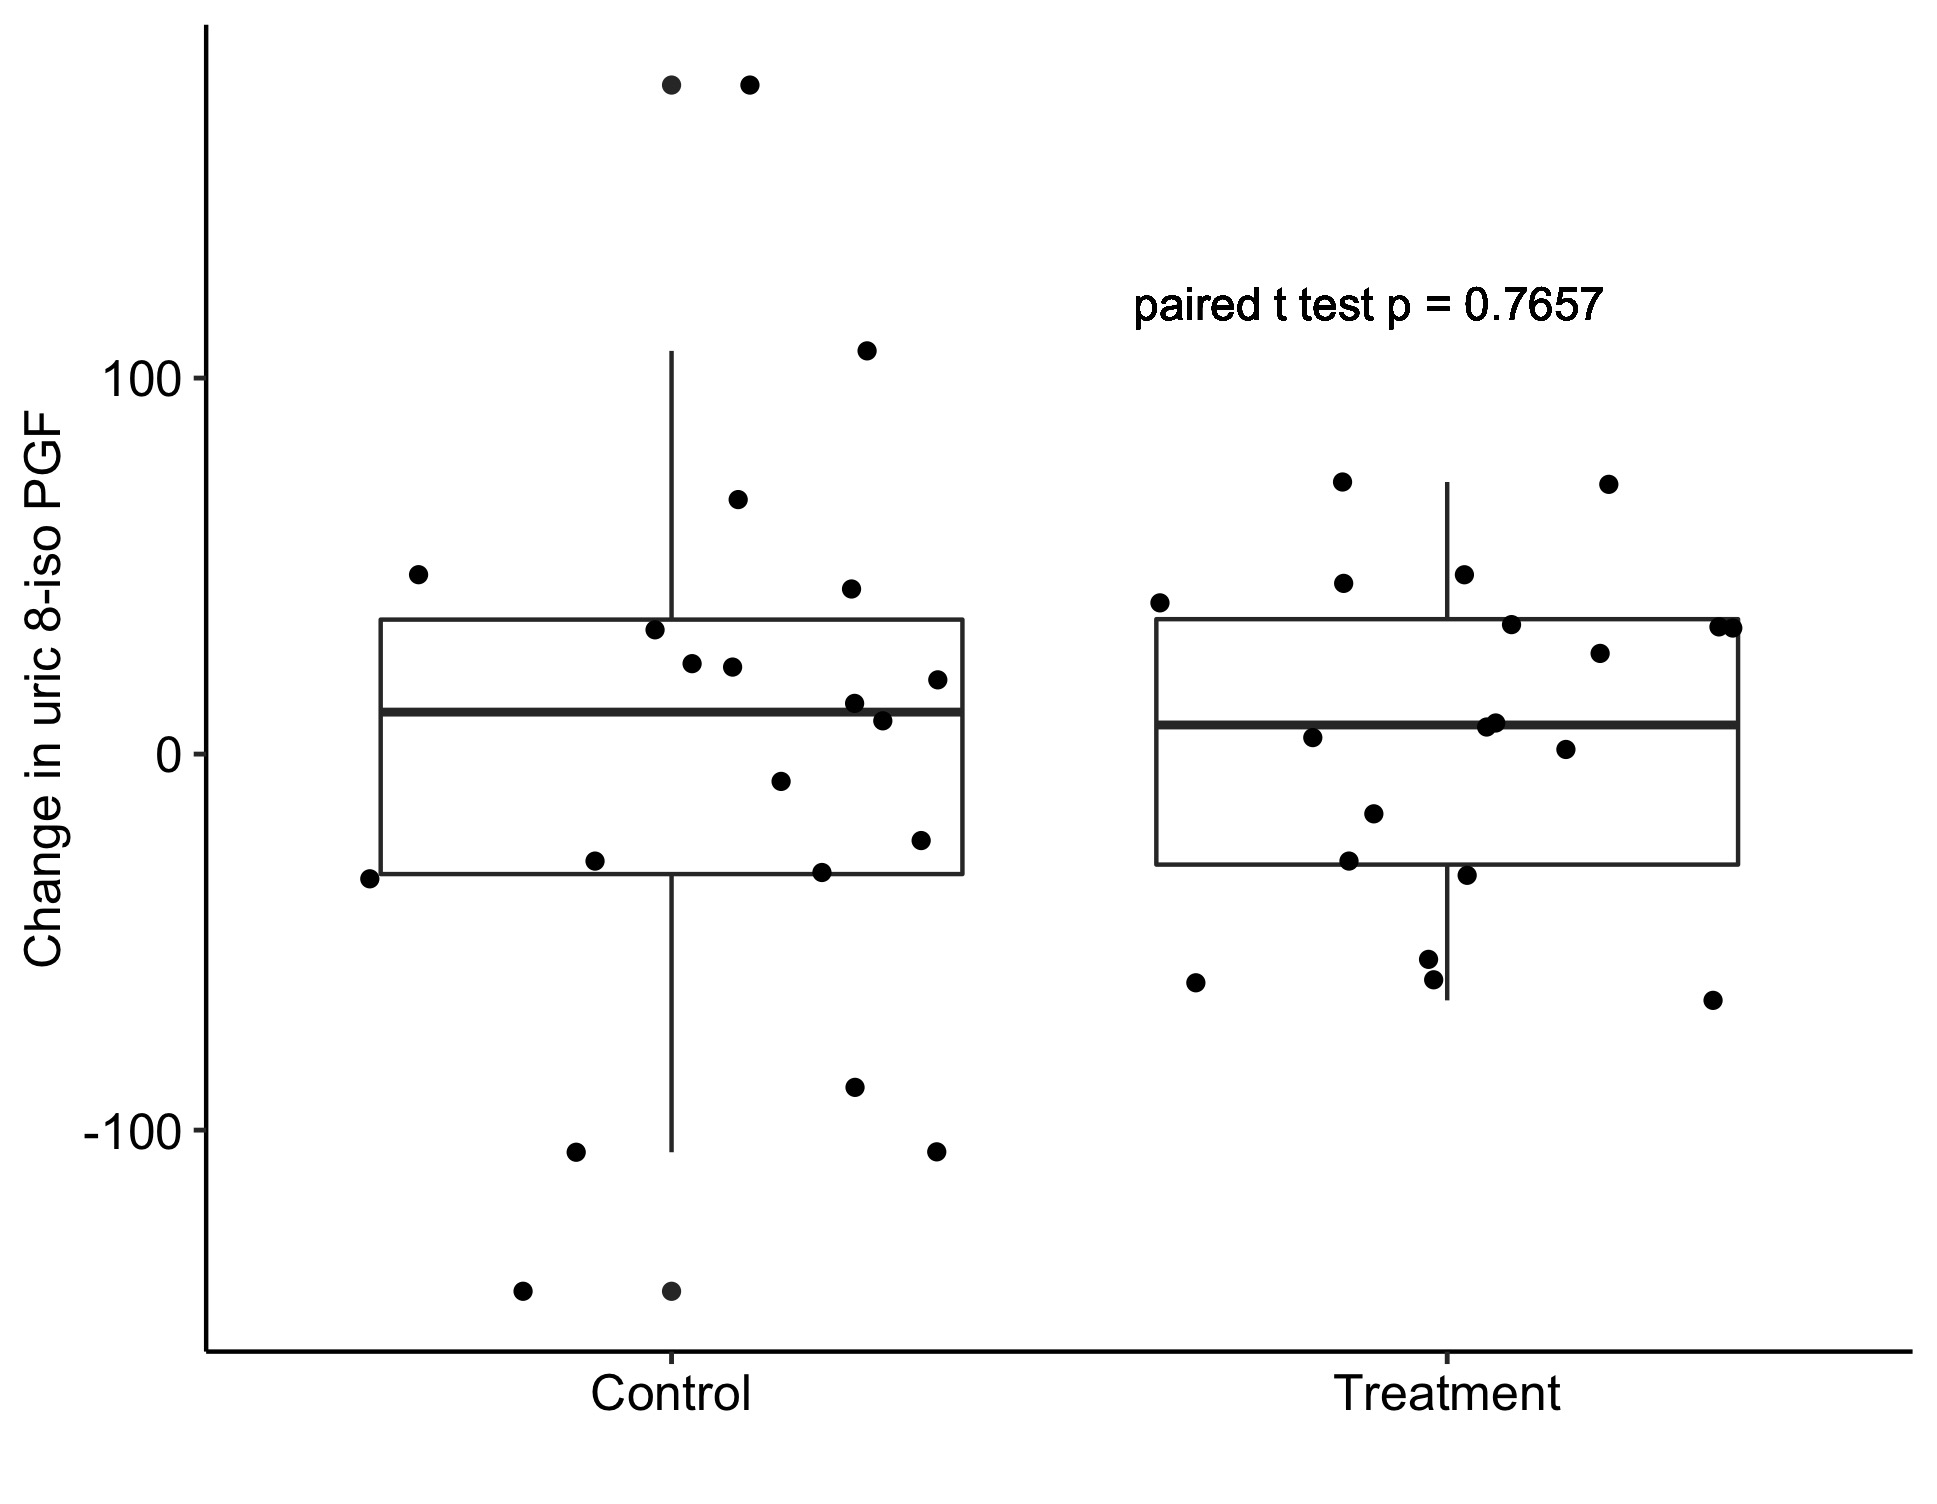 Change in uric 8-iso PGF
100
0
-100
paired t test p = 0.7657
Control
Treatment